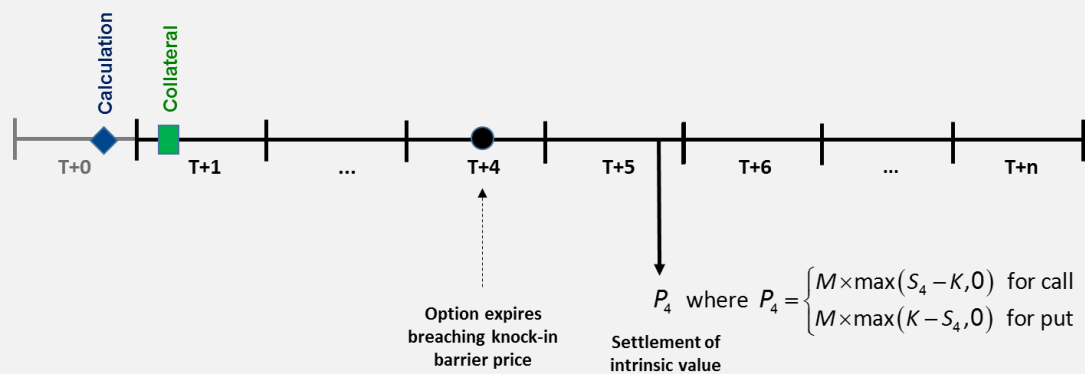 Calculation
Collateral
T+0
T+1
...
T+4
T+5
T+6
...
T+n
Option expires
breaching knock-in
barrier price
P₄ where P₄ = { M×max(S₄ − K,0) for call
M×max(K − S₄,0) for put
Settlement of
intrinsic value